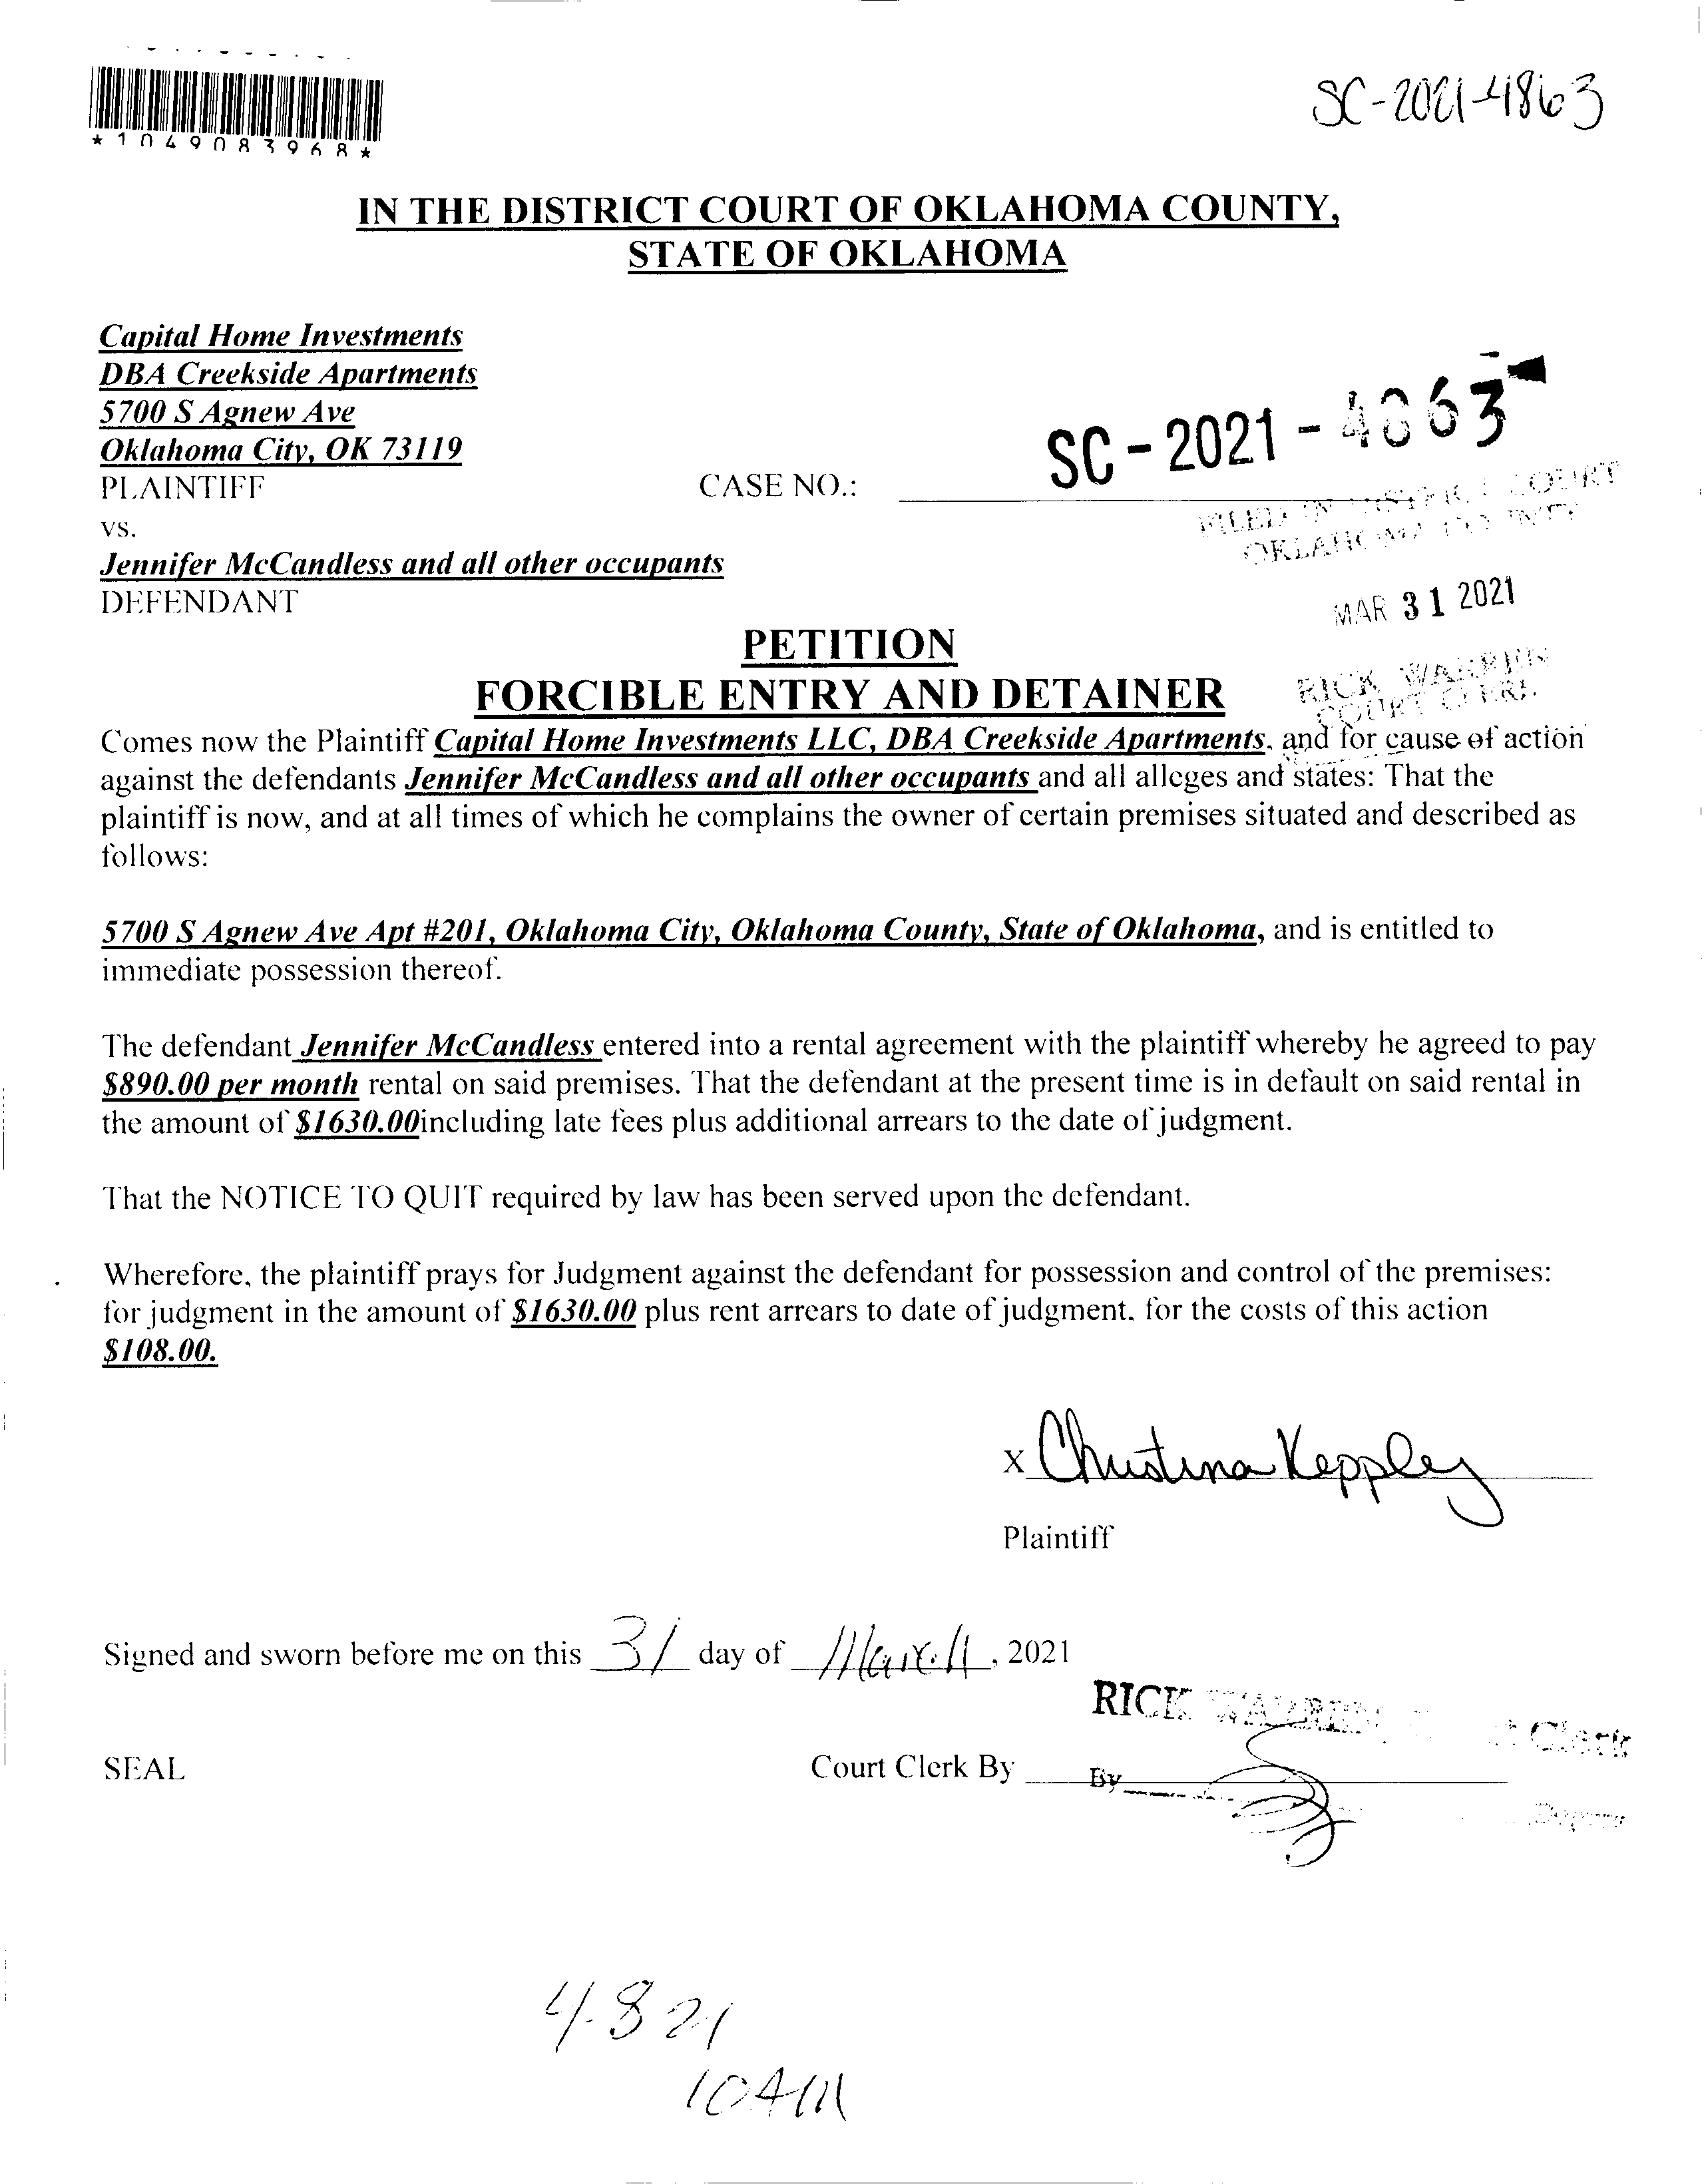 SC-2021-4863
*1049083968*
IN THE DISTRICT COURT OF OKLAHOMA COUNTY,
STATE OF OKLAHOMA
Capital Home Investments
DBA Creekside Apartments
5700 S Agnew Ave
Oklahoma City, OK 73119
PLAINTIFF
CASE NO.: SC-2021-4863
FILED IN DISTRICT COURT
OKLAHOMA COUNTY
vs.
Jennifer McCandless and all other occupants
DEFENDANT
MAR 31 2021
PETITION
RICK WARREN
COURT CLERK
FORCIBLE ENTRY AND DETAINER
Comes now the Plaintiff Capital Home Investments LLC, DBA Creekside Apartments, and for cause of action
against the defendants Jennifer McCandless and all other occupants and all alleges and states: That the
plaintiff is now, and at all times of which he complains the owner of certain premises situated and described as
follows:
5700 S Agnew Ave Apt #201, Oklahoma City, Oklahoma County, State of Oklahoma, and is entitled to
immediate possession thereof.
The defendant Jennifer McCandless entered into a rental agreement with the plaintiff whereby he agreed to pay
$890.00 per month rental on said premises. That the defendant at the present time is in default on said rental in
the amount of $1630.00including late fees plus additional arrears to the date of judgment.
That the NOTICE TO QUIT required by law has been served upon the defendant.
Wherefore, the plaintiff prays for Judgment against the defendant for possession and control of the premises:
for judgment in the amount of $1630.00 plus rent arrears to date of judgment. for the costs of this action
$108.00.
x Christina Keppley
Plaintiff
Signed and sworn before me on this 31 day of March, 2021
RICK WARREN Clerk
SEAL
Court Clerk By
By
Deputy
4-8 21
10AM